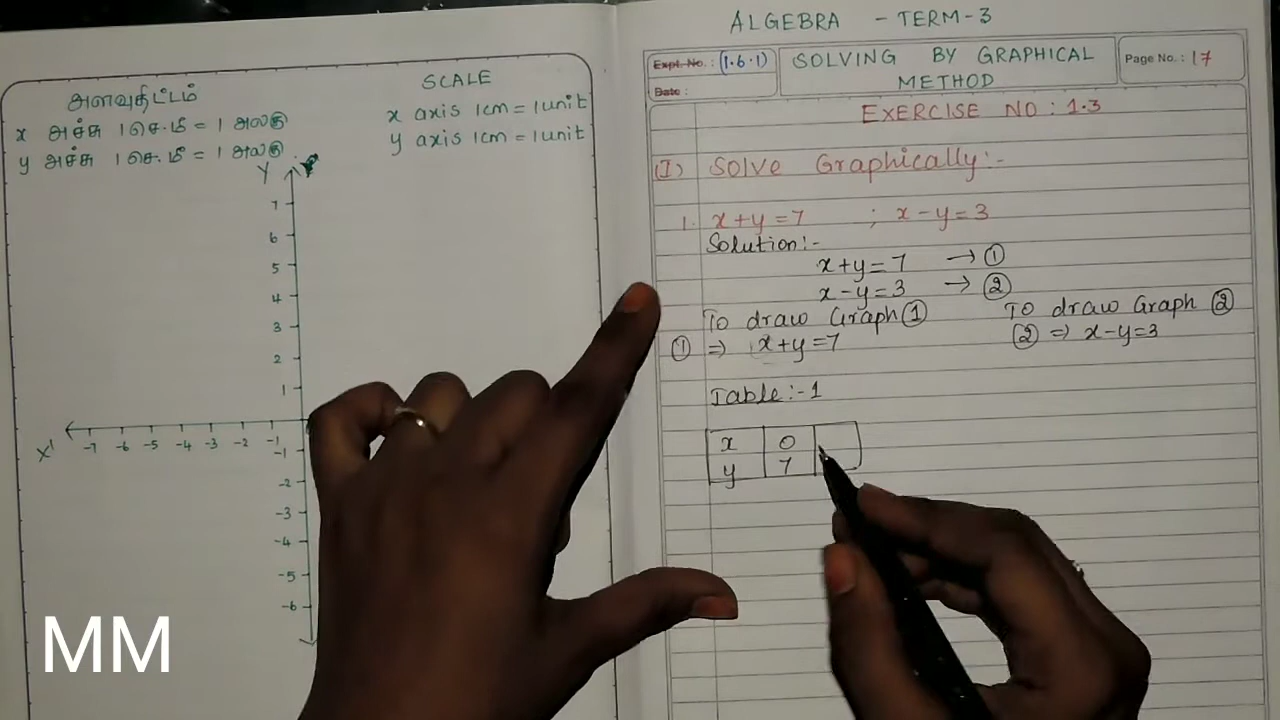 அளவுதிட்டம்
x அச்சு 1செ.மீ = 1 அலகு
y அச்சு 1செ.மீ = 1 அலகு
SCALE
x axis 1cm = 1unit
y axis 1cm = 1unit
Y
7
6
5
4
3
2
1
X' -7 -6 -5 -4 -3 -2 -1
-1
-2
-3
-4
-5
-6
MM
ALGEBRA - TERM-3
Expt. No. : (1.6.1)
Date :
SOLVING BY GRAPHICAL
METHOD
Page No. : 17
EXERCISE NO : 1.3
(I) Solve Graphically:-
1. x+y=7 ; x-y=3
Solution:-
x+y=7 → ①
x-y=3 → ②
To draw Graph ① To draw Graph ②
① ⇒ x+y=7 ② ⇒ x-y=3
Table:-1
x 0
y 7